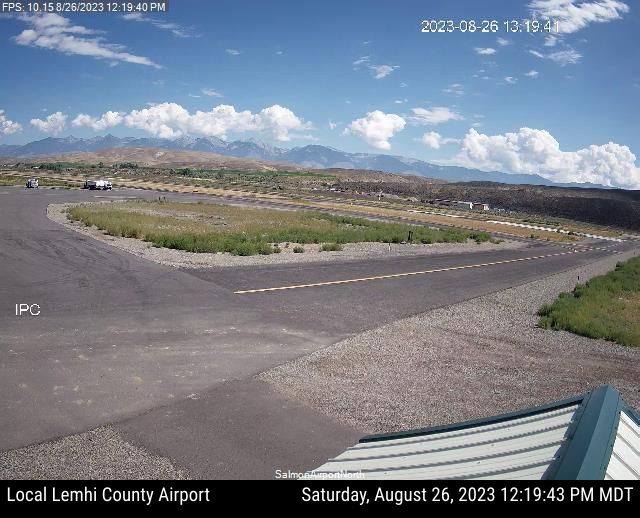 FPS: 10.15 8/26/2023 12:19:40 PM
2023-08-26 13:19:41
IPC
SalmonAirportNorth
Local Lemhi County Airport
Saturday, August 26, 2023 12:19:43 PM MDT